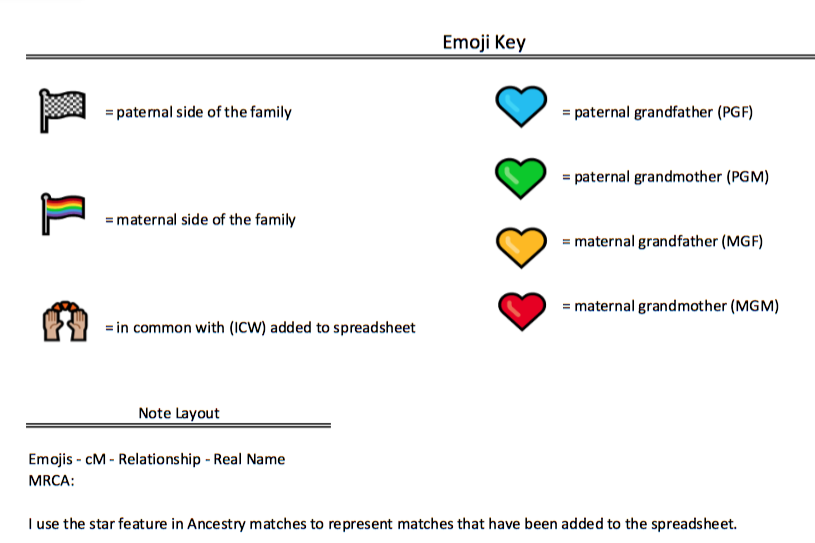 Emoji Key
= paternal side of the family
= maternal side of the family
= in common with (ICW) added to spreadsheet
= paternal grandfather (PGF)
= paternal grandmother (PGM)
= maternal grandfather (MGF)
= maternal grandmother (MGM)
Note Layout
Emojis - cM - Relationship - Real Name
MRCA:
I use the star feature in Ancestry matches to represent matches that have been added to the spreadsheet.